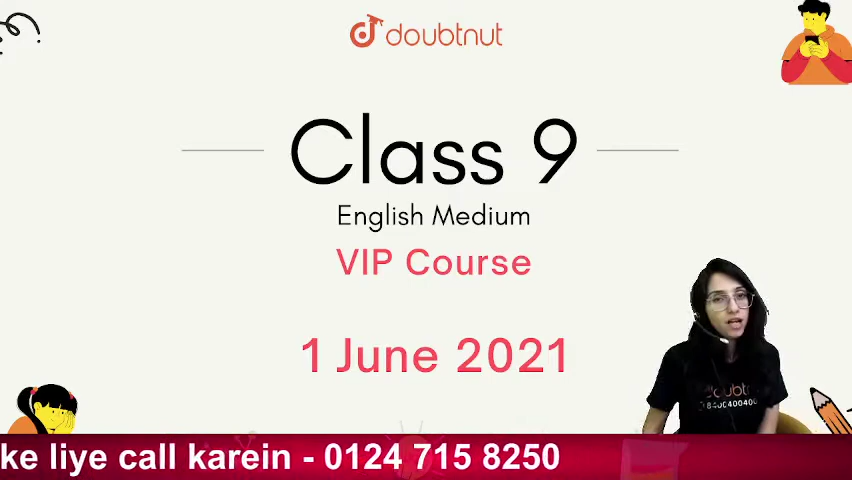 doubtnut
Class 9
English Medium
VIP Course
1 June 2021
ke liye call karein - 0124 715 8250